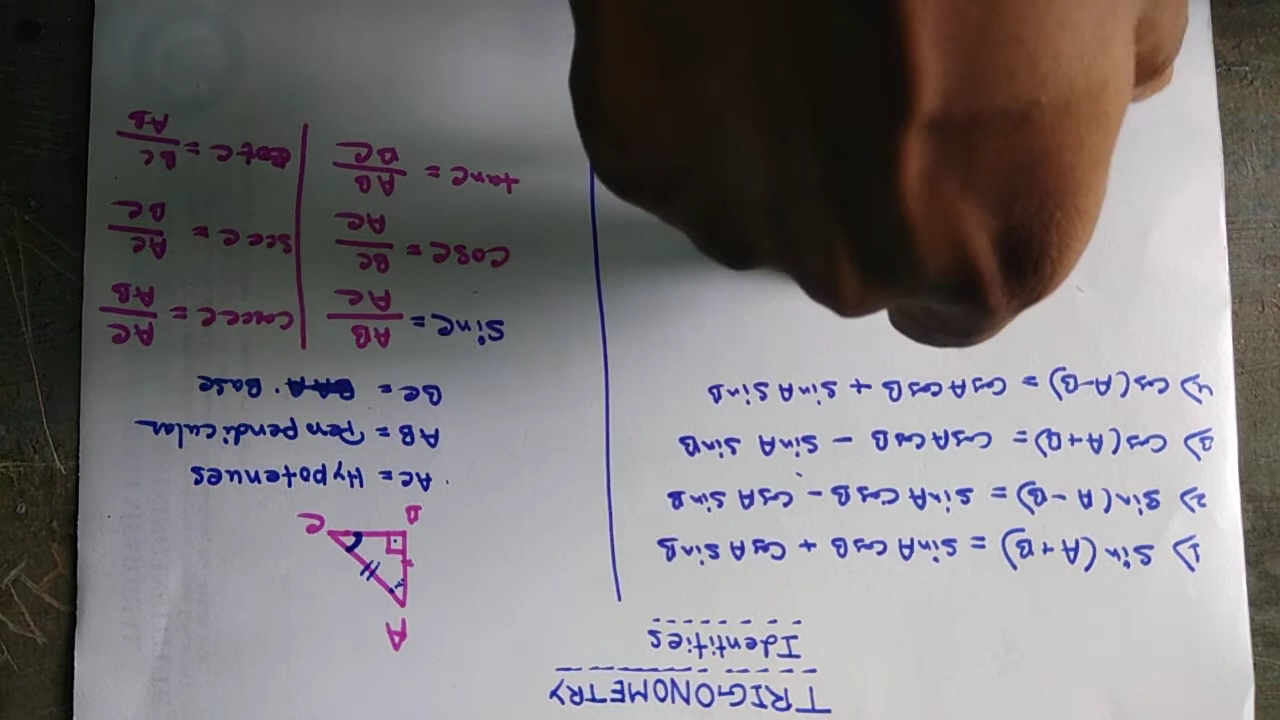 TRIGONOMETRY
Identities
1) Sin(A+B) = SinA CosB + CosA SinB
2) Sin(A-B) = SinA CosB - CosA SinB
3) Cos(A+B) = CosA CosB - SinA SinB
4) Cos(A-B) = CosA CosB + SinA SinB
A
B
C
AC = Hypotenues
AB = Perpendicular
BC = Base
SinC = AB/AC
CosecC = AC/AB
CosC = BC/AC
SecC = AC/BC
tanC = AB/BC
CotC = BC/AB